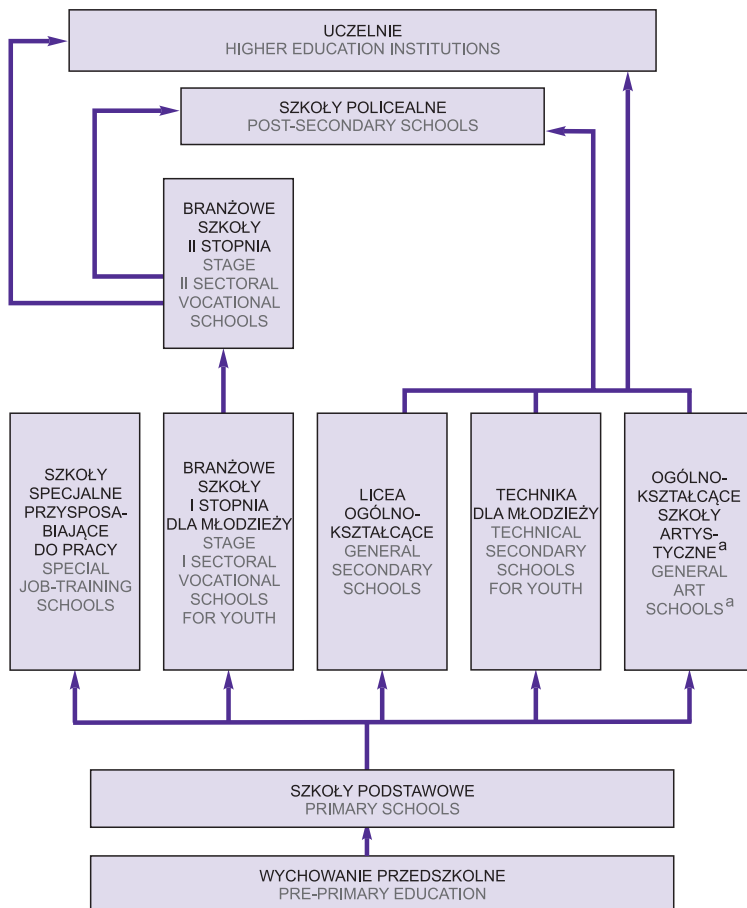 UCZELNIE
HIGHER EDUCATION INSTITUTIONS
SZKOŁY POLICEALNE
POST-SECONDARY SCHOOLS
BRANŻOWE
SZKOŁY
II STOPNIA
STAGE
II SECTORAL
VOCATIONAL
SCHOOLS
SZKOŁY
SPECJALNE
PRZYSPOSA-
BIAJĄCE
DO PRACY
SPECIAL
JOB-TRAINING
SCHOOLS
BRANŻOWE
SZKOŁY
I STOPNIA
DLA MŁODZIEŻY
STAGE
I SECTORAL
VOCATIONAL
SCHOOLS
FOR YOUTH
LICEA
OGÓLNO-
KSZTAŁCĄCE
GENERAL
SECONDARY
SCHOOLS
TECHNIKA
DLA MŁODZIEŻY
TECHNICAL
SECONDARY
SCHOOLS
FOR YOUTH
OGÓLNO-
KSZTAŁCĄCE
SZKOŁY
ARTYS-
TYCZNE a
GENERAL
ART
SCHOOLS a
SZKOŁY PODSTAWOWE
PRIMARY SCHOOLS
WYCHOWANIE PRZEDSZKOLNE
PRE-PRIMARY EDUCATION